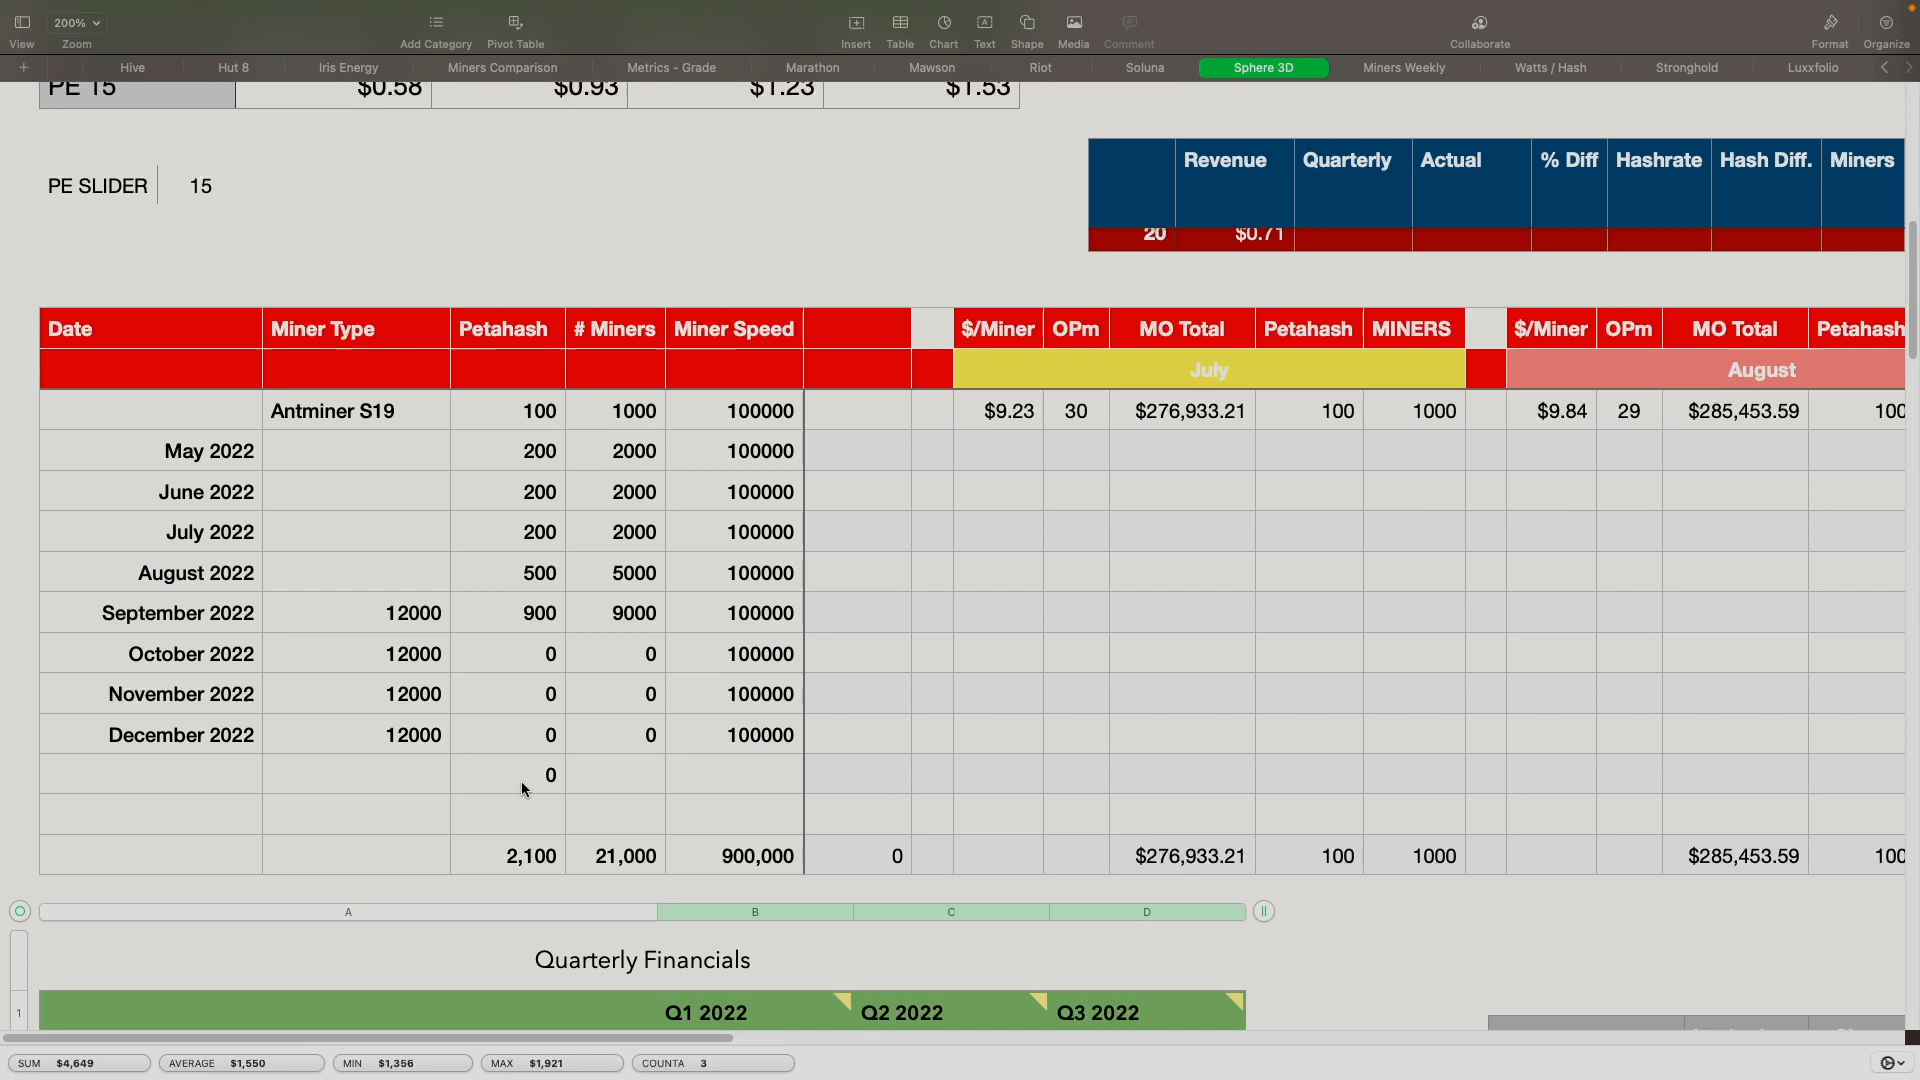 200%
View Zoom Add Category Pivot Table Insert Table Chart Text Shape Media Comment Collaborate Format Organize
+ Hive Hut 8 Iris Energy Miners Comparison Metrics - Grade Marathon Mawson Riot Soluna Sphere 3D Miners Weekly Watts / Hash Stronghold Luxxfolio
PE 15 $0.58 $0.93 $1.23 $1.53
Revenue Quarterly Actual % Diff Hashrate Hash Diff. Miners
PE SLIDER 15
20 $0.71
Date Miner Type Petahash # Miners Miner Speed $/Miner OPm MO Total Petahash MINERS $/Miner OPm MO Total Petahash
July August
Antminer S19 100 1000 100000 $9.23 30 $276,933.21 100 1000 $9.84 29 $285,453.59 100
May 2022 200 2000 100000
June 2022 200 2000 100000
July 2022 200 2000 100000
August 2022 500 5000 100000
September 2022 12000 900 9000 100000
October 2022 12000 0 0 100000
November 2022 12000 0 0 100000
December 2022 12000 0 0 100000
0
2,100 21,000 900,000 0 $276,933.21 100 1000 $285,453.59 100
A B C D
Quarterly Financials
1 Q1 2022 Q2 2022 Q3 2022
SUM $4,649 AVERAGE $1,550 MIN $1,356 MAX $1,921 COUNTA 3